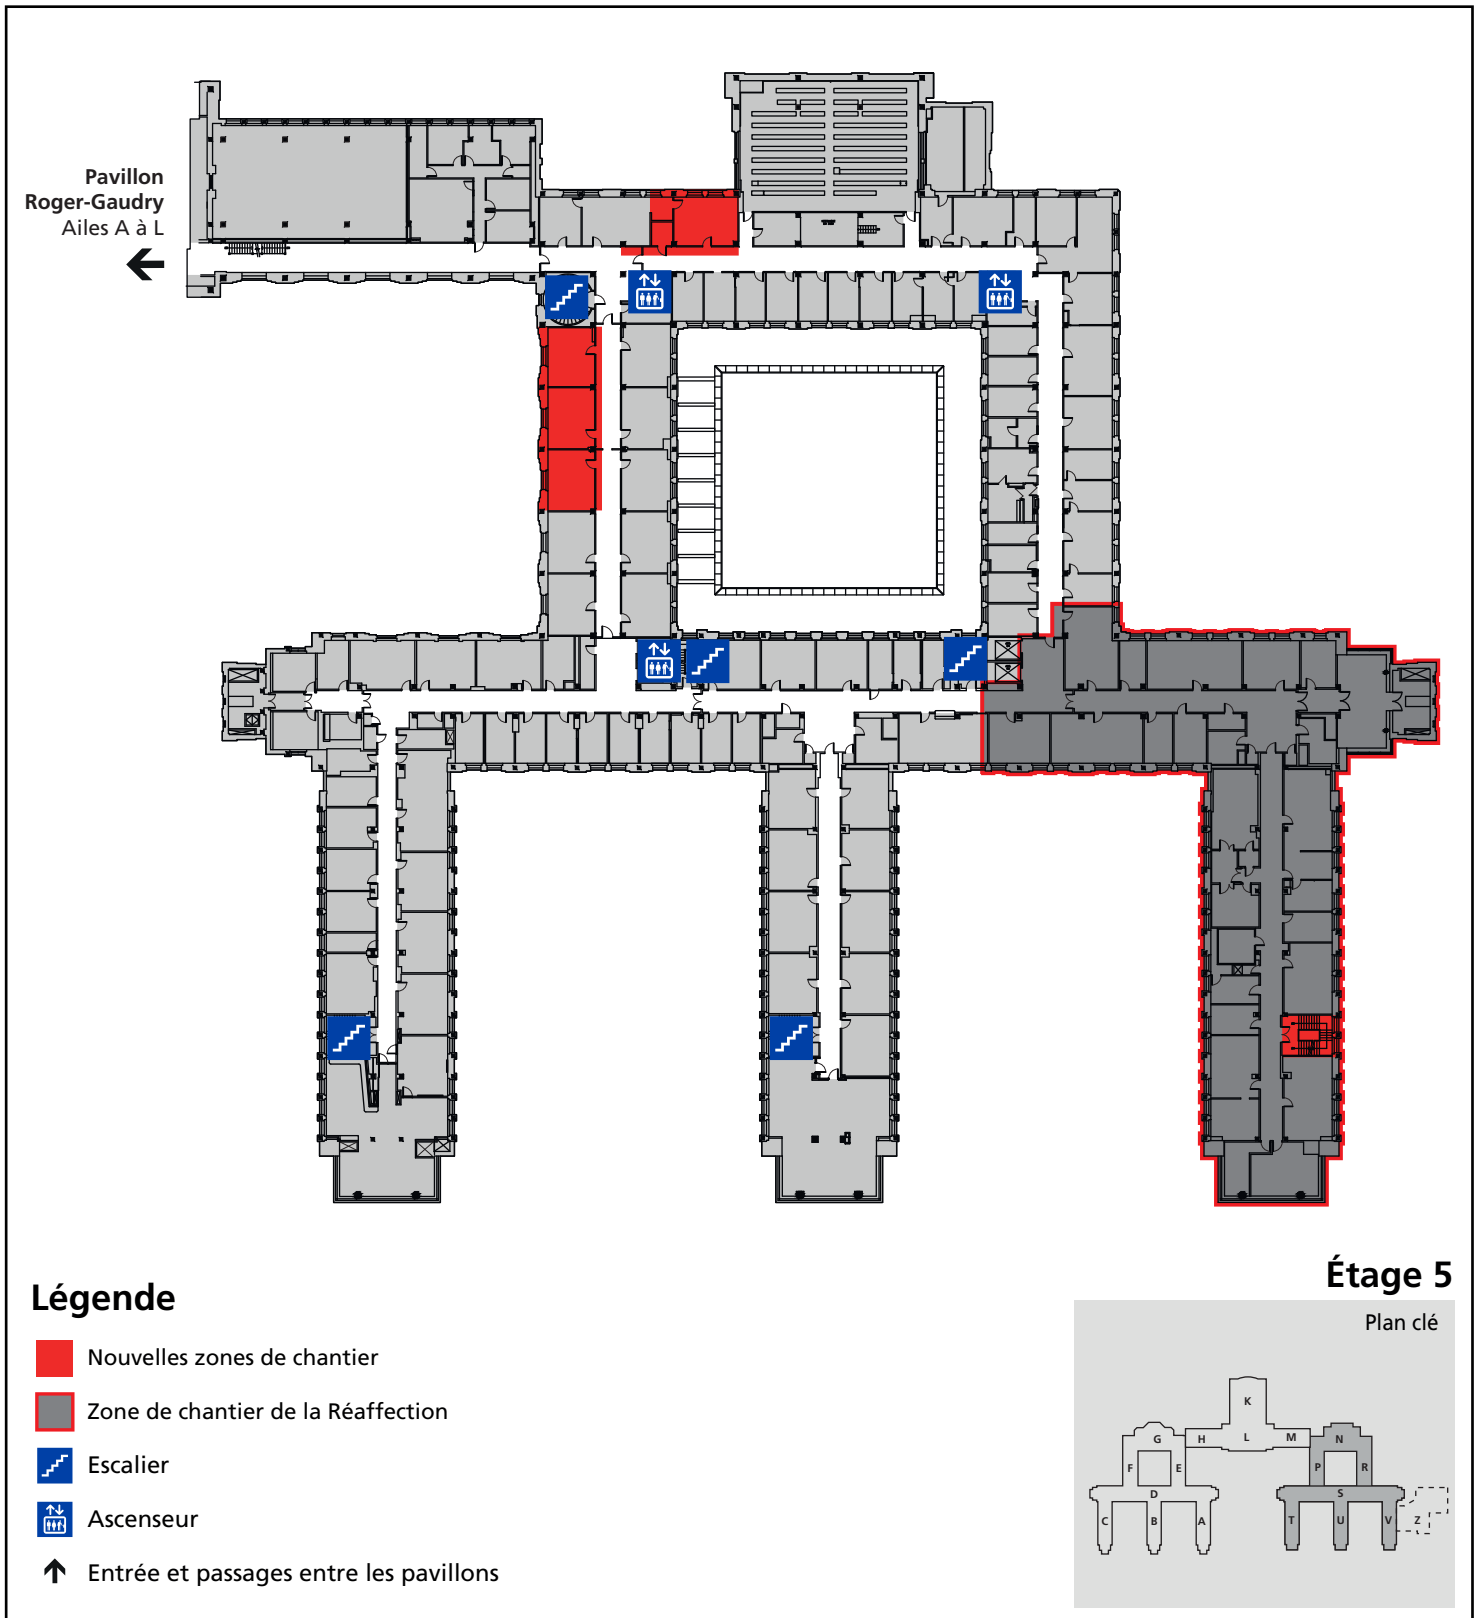 Pavillon
Roger-Gaudry
Ailes A à L
Étage 5
Légende
Nouvelles zones de chantier
Zone de chantier de la Réaffection
Escalier
Ascenseur
Entrée et passages entre les pavillons
Plan clé
K
G H L M N
F E P R
D S
C B A T U V Z